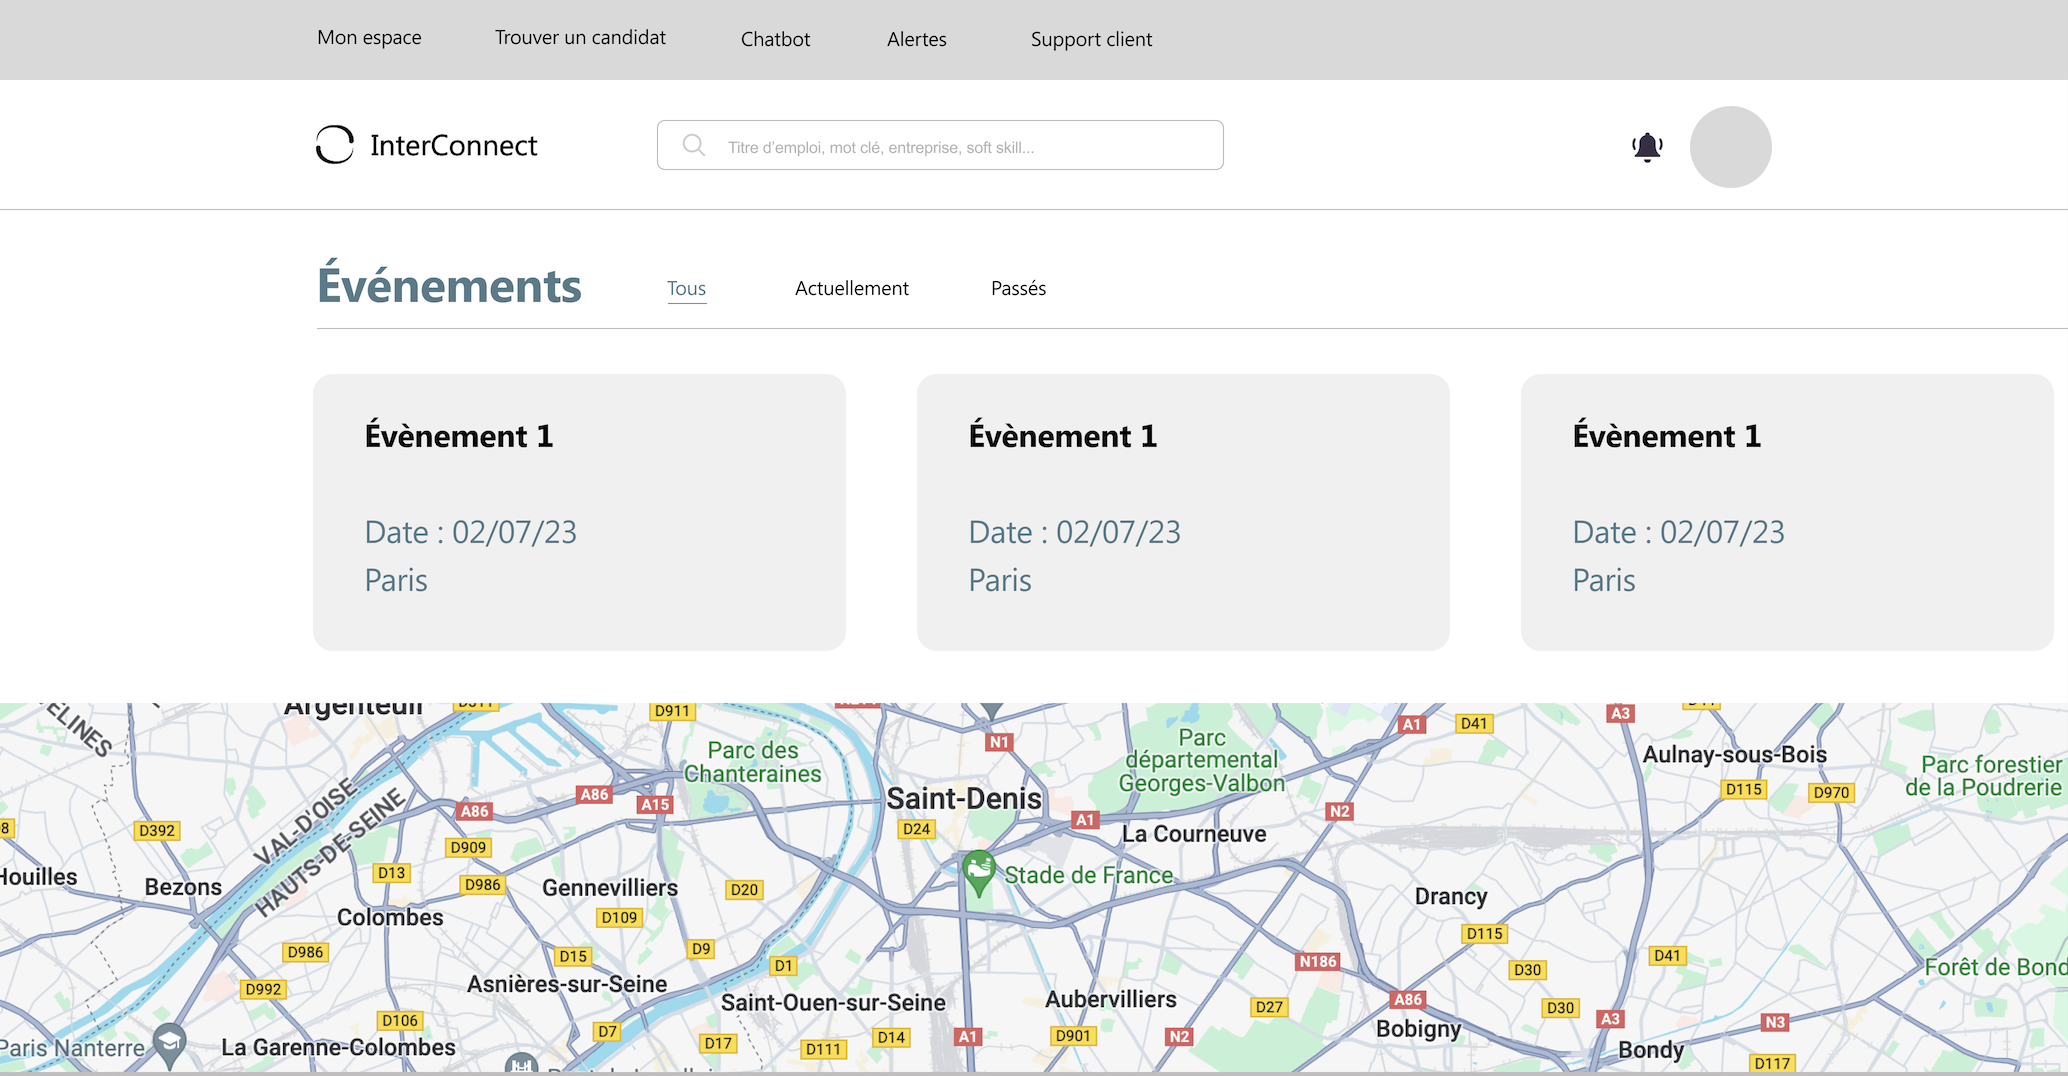 Mon espace
Trouver un candidat
Chatbot
Alertes
Support client
InterConnect
Titre d'emploi, mot clé, entreprise, soft skill...
Événements
Tous
Actuellement
Passés
Évènement 1
Date : 02/07/23
Paris
Évènement 1
Date : 02/07/23
Paris
Évènement 1
Date : 02/07/23
Paris
Argenteuil
D911
N1
A1
D41
A3
Parc des
Chanteraines
Parc
départemental
Georges-Valbon
Aulnay-sous-Bois
Parc forestier
de la Poudrerie
A86
A86
A15
Saint-Denis
D115
D970
N2
D392
VAL-D'OISE
HAUTS-DE-SEINE
D24
A1
La Courneuve
D909
D13
D986
Houilles
Bezons
Gennevilliers
D20
Stade de France
Drancy
Colombes
D109
D115
D986
D15
D9
D1
N186
D30
D41
Forêt de Bond
D992
Asnières-sur-Seine
Saint-Ouen-sur-Seine
Aubervilliers
D27
A86
D30
D106
D7
D14
A1
D901
N2
Bobigny
A3
N3
Paris Nanterre
La Garenne-Colombes
D17
D111
Bondy
D117